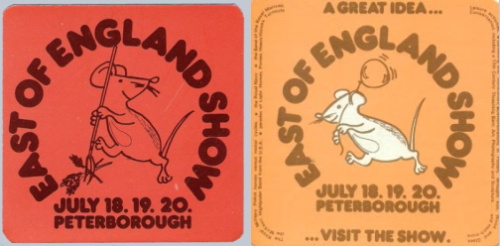 EAST OF ENGLAND SHOW
JULY 18. 19. 20.
PETERBOROUGH
A GREAT IDEA...
EAST OF ENGLAND SHOW
JULY 18. 19. 20.
PETERBOROUGH
... VISIT THE SHOW.